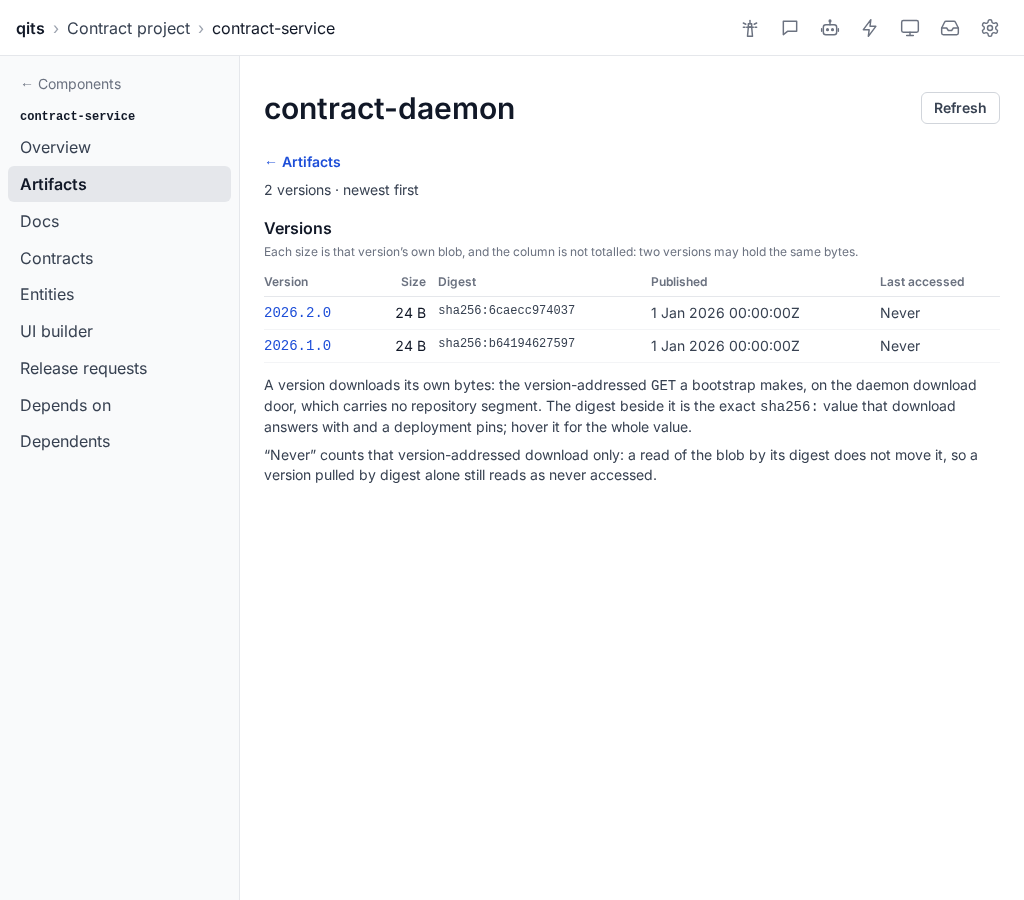 qits › Contract project › contract-service
← Components
contract-service
Overview
Artifacts
Docs
Contracts
Entities
UI builder
Release requests
Depends on
Dependents
contract-daemon
Refresh
← Artifacts
2 versions · newest first
Versions
Each size is that version’s own blob, and the column is not totalled: two versions may hold the same bytes.
Version Size Digest Published Last accessed
2026.2.0 24 B sha256:6caecc974037 1 Jan 2026 00:00:00Z Never
2026.1.0 24 B sha256:b64194627597 1 Jan 2026 00:00:00Z Never
A version downloads its own bytes: the version-addressed GET a bootstrap makes, on the daemon download
door, which carries no repository segment. The digest beside it is the exact sha256: value that download
answers with and a deployment pins; hover it for the whole value.
“Never” counts that version-addressed download only: a read of the blob by its digest does not move it, so a
version pulled by digest alone still reads as never accessed.